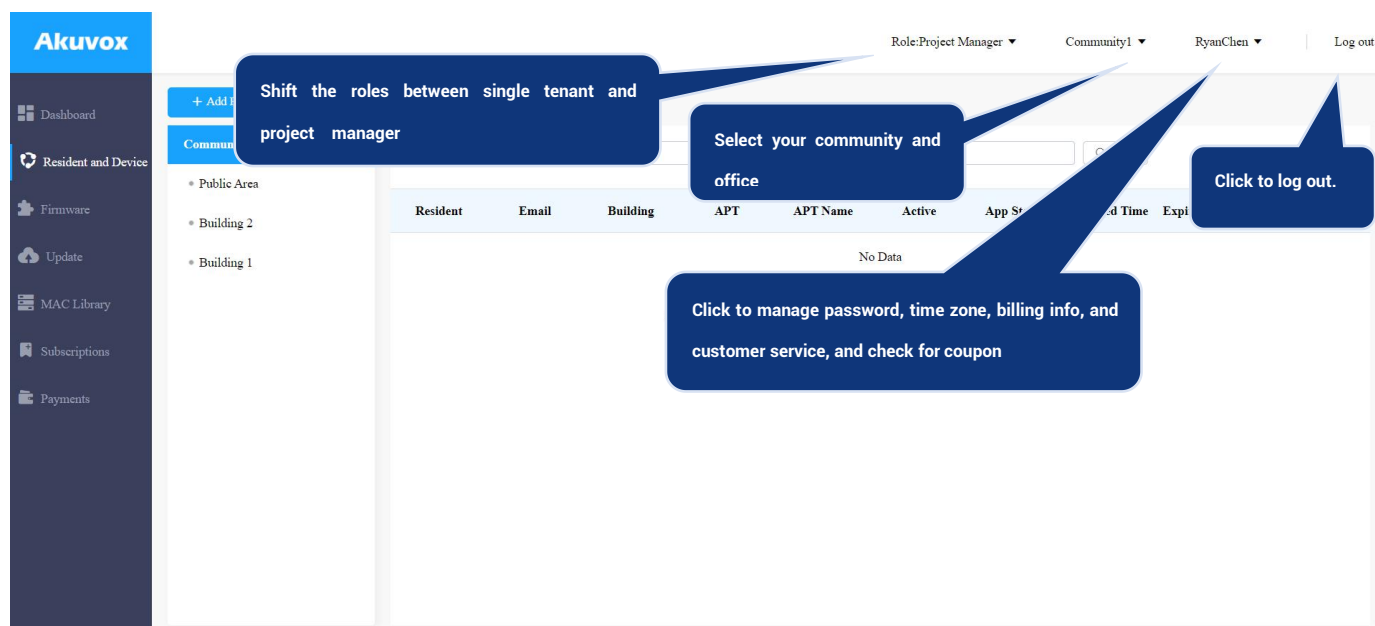 Akuvox
Role:Project Manager
Community1
RyanChen
Log out
Shift the roles between single tenant and
project manager
Select your community and
office
Click to log out.
Click to manage password, time zone, billing info, and
customer service, and check for coupon
Dashboard
Resident and Device
Firmware
Update
MAC Library
Subscriptions
Payments
+ Add
Public Area
Building 2
Building 1
Resident Email Building APT APT Name Active App Time
No Data